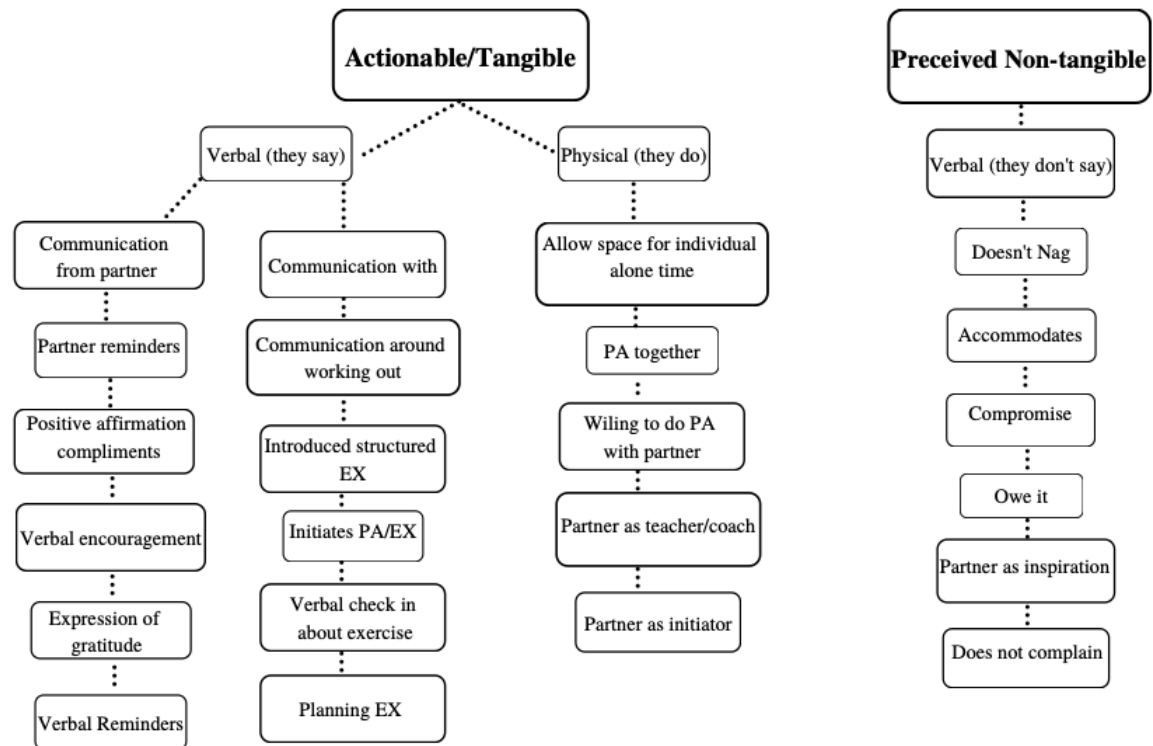 Actionable/Tangible
Verbal (they say)
Communication
from partner
Partner reminders
Positive affirmation
compliments
Verbal encouragement
Expression of
gratitude
Verbal Reminders
Communication with
Communication around
working out
Introduced structured
EX
Initiates PA/EX
Verbal check in
about exercise
Planning EX
Physical (they do)
Allow space for individual
alone time
PA together
Wiling to do PA
with partner
Partner as teacher/coach
Partner as initiator
Preceived Non-tangible
Verbal (they don't say)
Doesn't Nag
Accommodates
Compromise
Owe it
Partner as inspiration
Does not complain